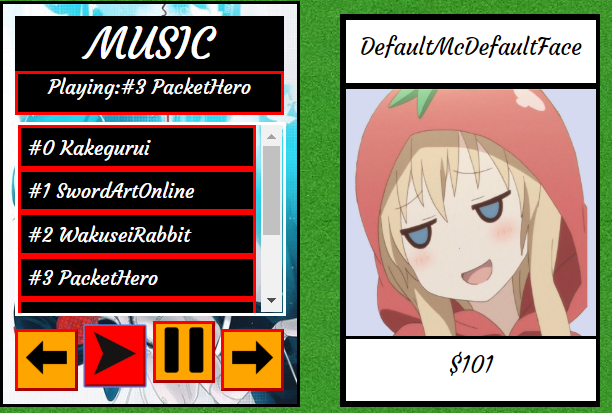 MUSIC
Playing:#3 PacketHero
#0 Kakegurui
#1 SwordArtOnline
#2 WakuseiRabbit
#3 PacketHero
DefaultMcDefaultFace
$101